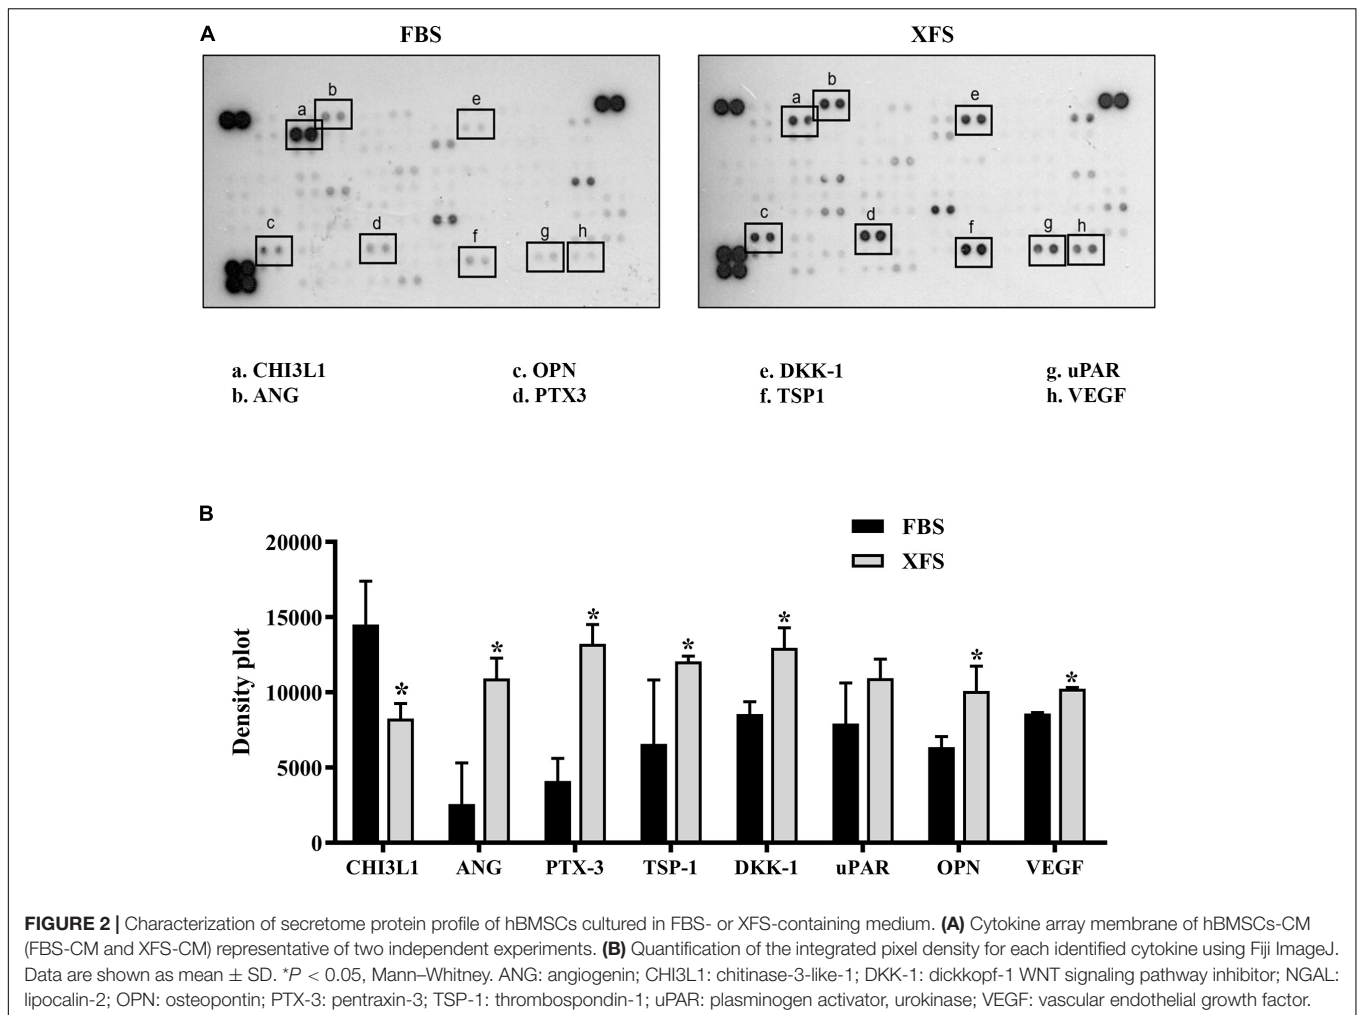 A
FBS
XFS
a
b
e
c
d
f
g
h
a
b
e
c
d
f
g
h
a. CHI3L1
c. OPN
e. DKK-1
g. uPAR
b. ANG
d. PTX3
f. TSP1
h. VEGF
B
FBS
XFS
Density plot
20000
15000
10000
5000
0
*
*
*
*
*
*
*
CHI3L1 ANG PTX-3 TSP-1 DKK-1 uPAR OPN VEGF
FIGURE 2 | Characterization of secretome protein profile of hBMSCs cultured in FBS- or XFS-containing medium. (A) Cytokine array membrane of hBMSCs-CM
(FBS-CM and XFS-CM) representative of two independent experiments. (B) Quantification of the integrated pixel density for each identified cytokine using Fiji ImageJ.
Data are shown as mean ± SD. *P < 0.05, Mann–Whitney. ANG: angiogenin; CHI3L1: chitinase-3-like-1; DKK-1: dickkopf-1 WNT signaling pathway inhibitor; NGAL:
lipocalin-2; OPN: osteopontin; PTX-3: pentraxin-3; TSP-1: thrombospondin-1; uPAR: plasminogen activator, urokinase; VEGF: vascular endothelial growth factor.